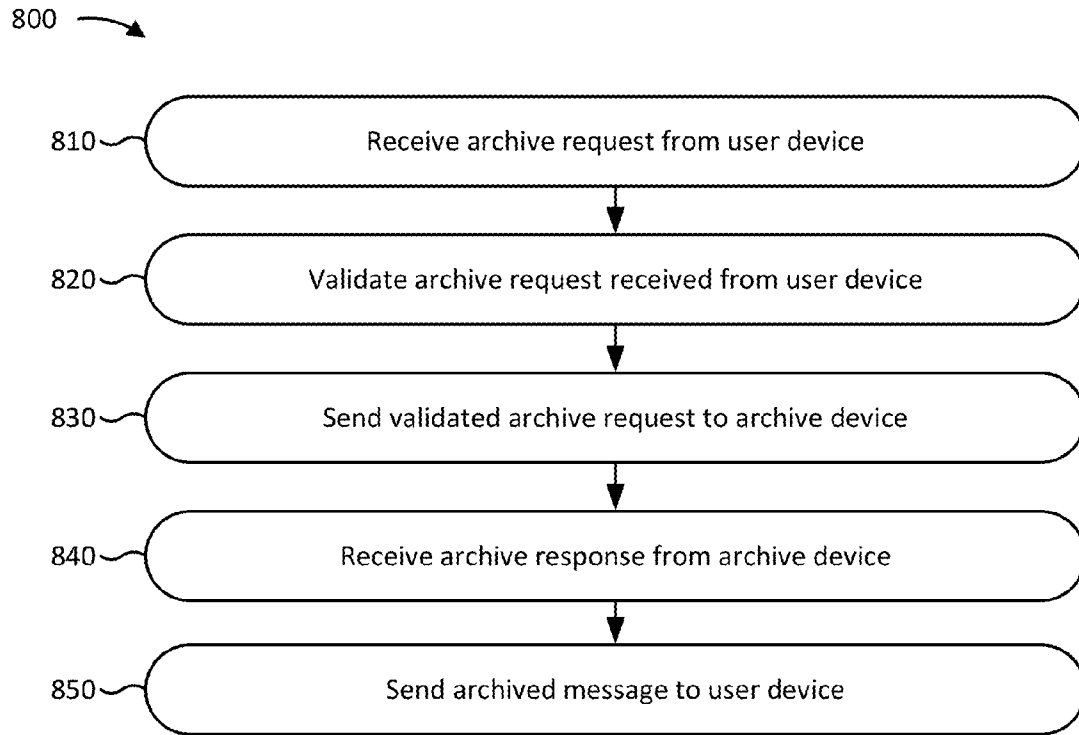 800
810 Receive archive request from user device
820 Validate archive request received from user device
830 Send validated archive request to archive device
840 Receive archive response from archive device
850 Send archived message to user device